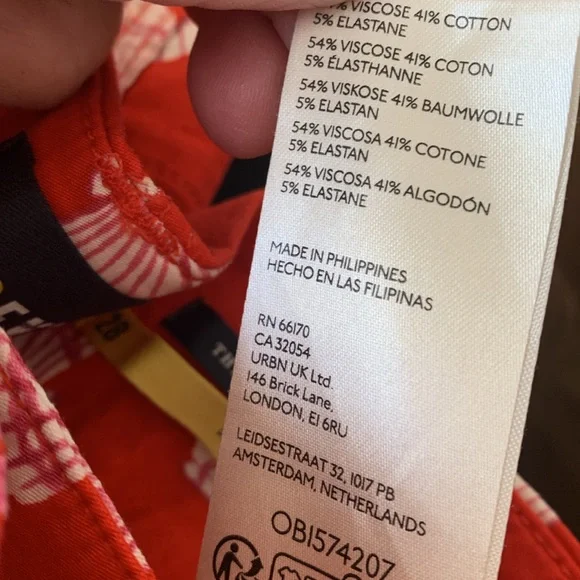 VISCOSE 41% COTTON
5% ELASTANE
54% VISCOSE 41% COTON
5% ÉLASTHANNE
54% VISKOSE 41% BAUMWOLLE
5% ELASTAN
54% VISCOSA 41% COTONE
5% ELASTAN
54% VISCOSA 41% ALGODÓN
5% ELASTANE
MADE IN PHILIPPINES
HECHO EN LAS FILIPINAS
RN 66170
CA 32054
URBN UK Ltd.
146 Brick Lane,
LONDON, E1 6RU
LEIDSESTRAAT 32, 1017 PB
AMSTERDAM, NETHERLANDS
OB1574207
26